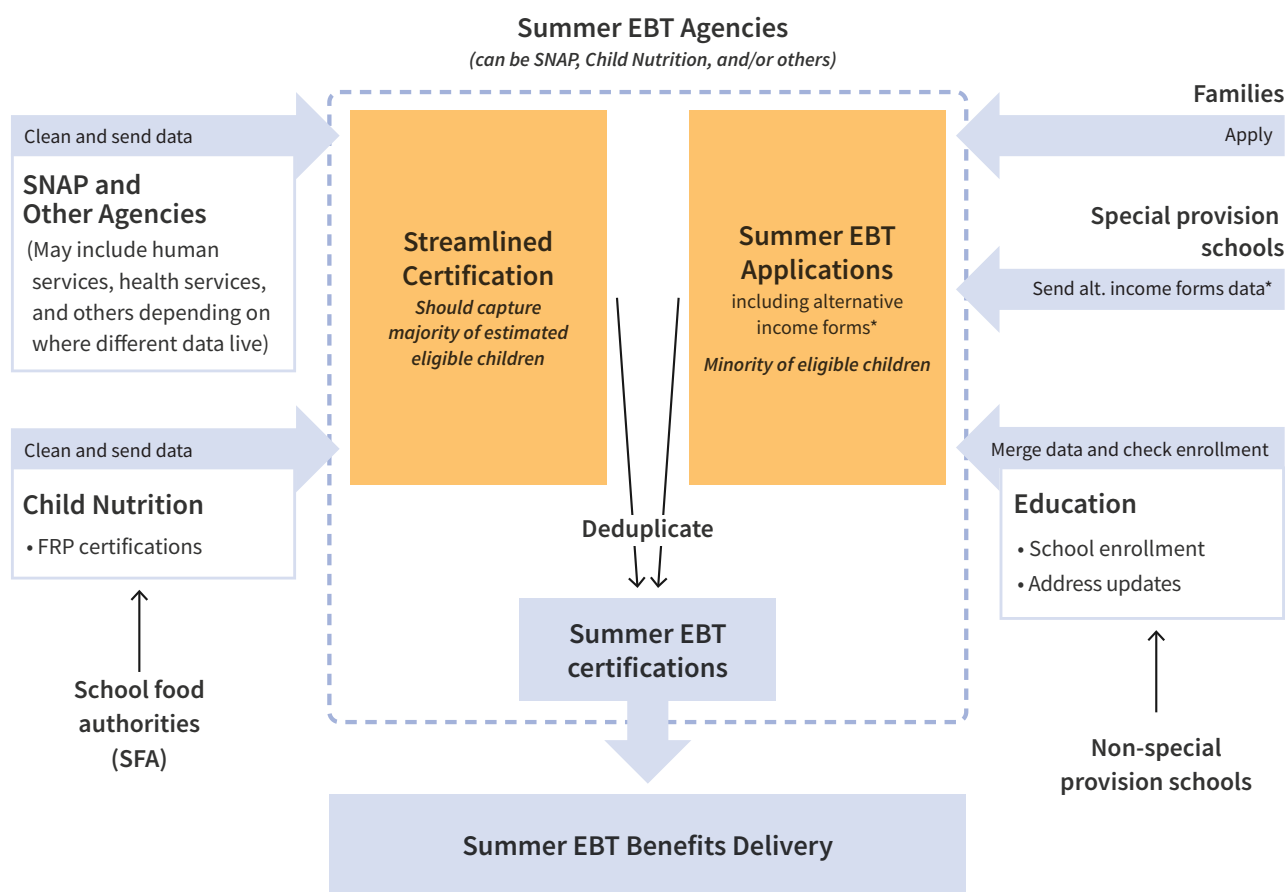 Summer EBT Agencies
(can be SNAP, Child Nutrition, and/or others)
Clean and send data
SNAP and
Other Agencies
(May include human
services, health services,
and others depending on
where different data live)
Clean and send data
Child Nutrition
• FRP certifications
School food
authorities
(SFA)
Streamlined
Certification
Should capture
majority of estimated
eligible children
Summer EBT
Applications
including alternative
income forms*
Minority of eligible children
Deduplicate
Summer EBT
certifications
Summer EBT Benefits Delivery
Families
Apply
Special provision
schools
Send alt. income forms data*
Merge data and check enrollment
Education
• School enrollment
• Address updates
Non-special
provision schools